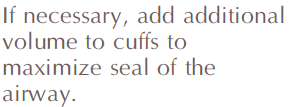 If necessary, add additional
volume to cuffs to
maximize seal of the
airway.